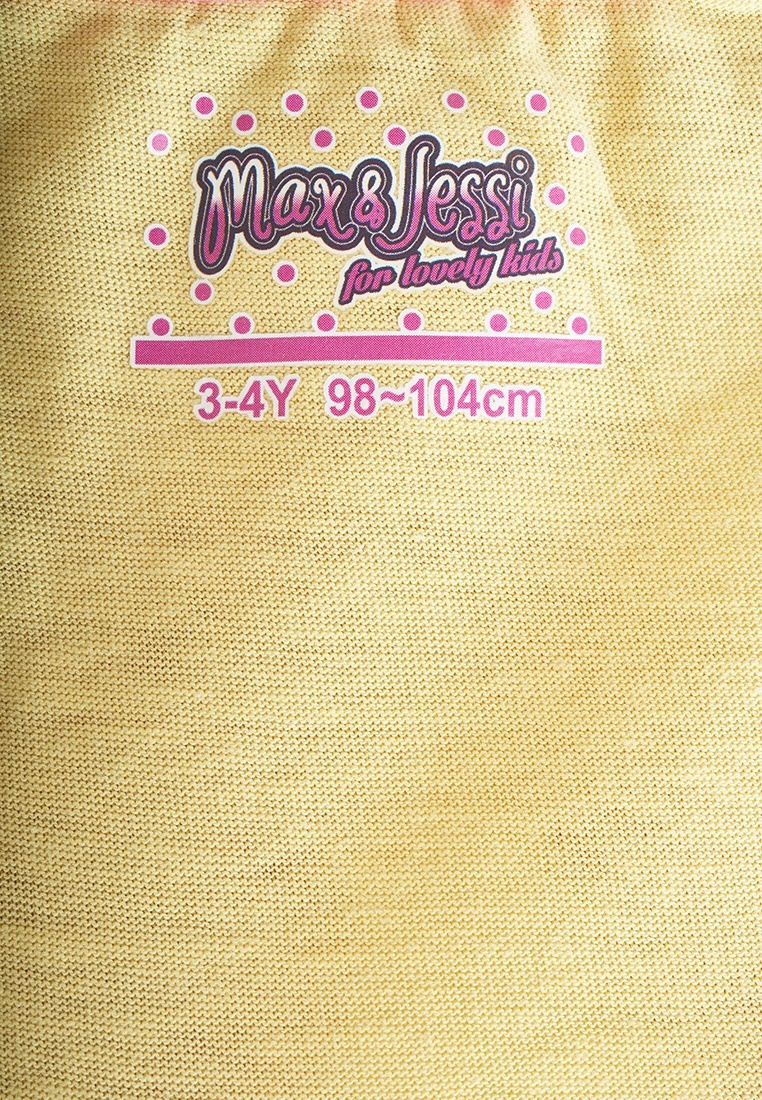 Max & Jessi
for lovely kids
3-4Y 98~104cm